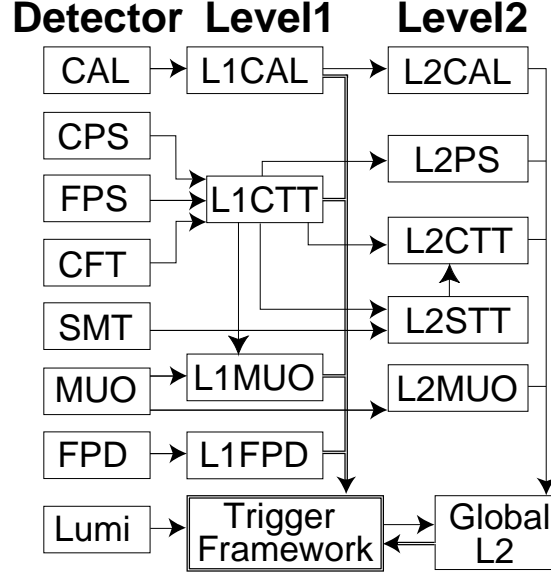 Detector Level1 Level2
CAL L1CAL L2CAL
CPS
L2PS
FPS L1CTT
CFT L2CTT
SMT L2STT
MUO L1MUO L2MUO
FPD L1FPD
Lumi Trigger Framework Global L2